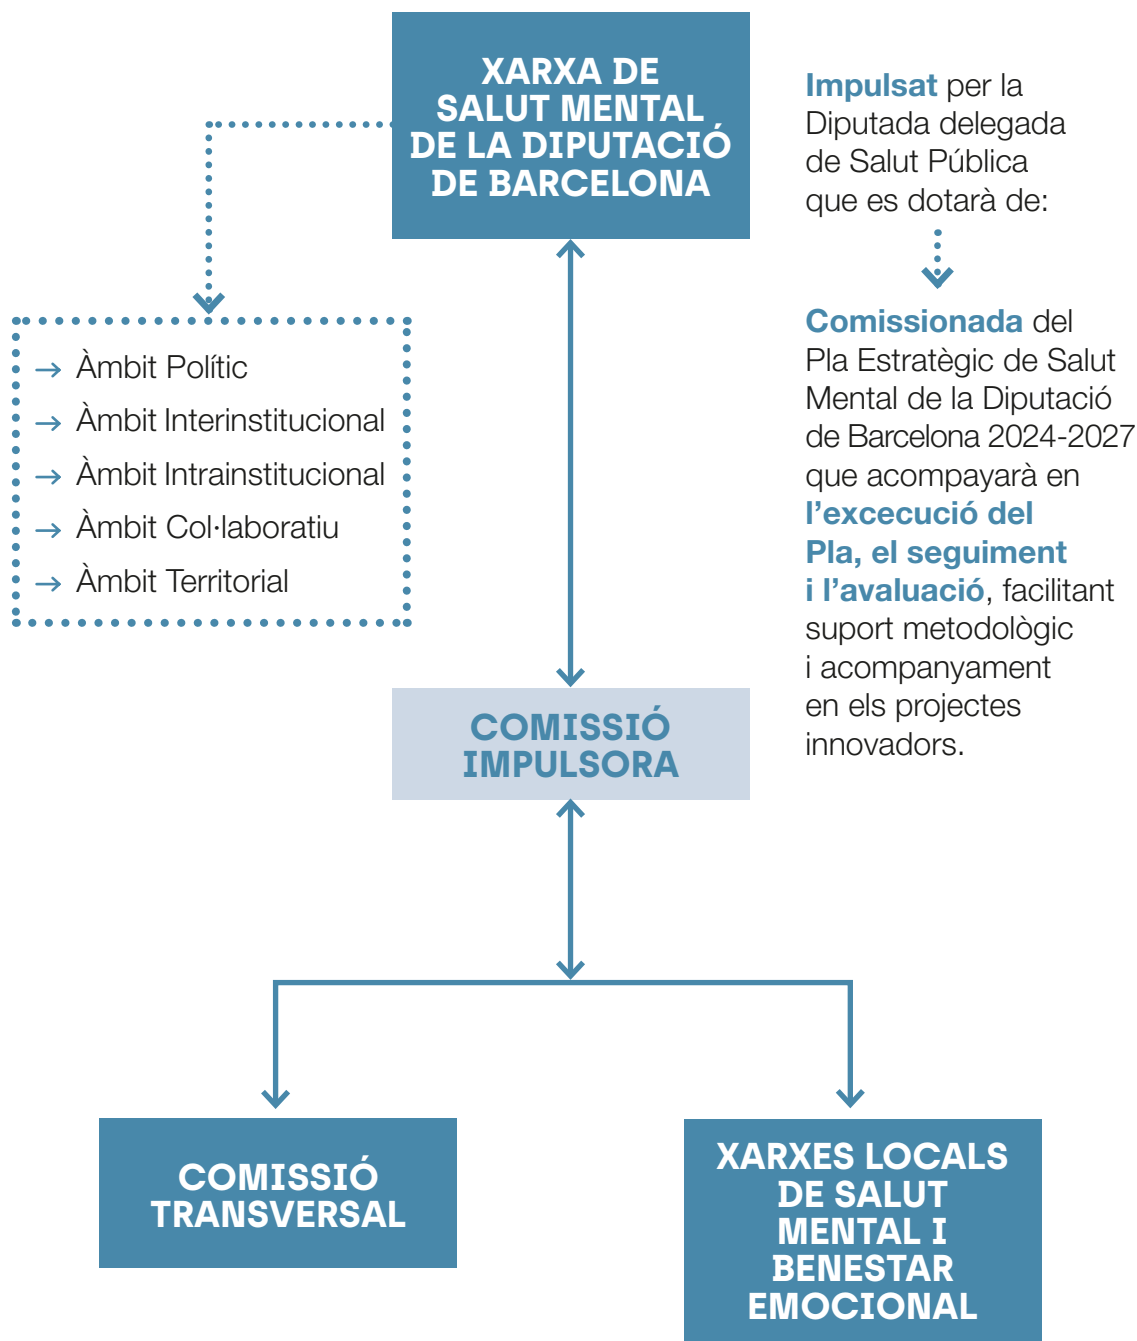 XARXA DE
SALUT MENTAL
DE LA DIPUTACIÓ
DE BARCELONA
Impulsat per la
Diputada delegada
de Salut Pública
que es dotarà de:
Comissionada del
Pla Estratègic de Salut
Mental de la Diputació
de Barcelona 2024-2027
que acompayarà en
l’excecució del
Pla, el seguiment
i l’avaluació, facilitant
suport metodològic
i acompanyament
en els projectes
innovadors.
→ Àmbit Polític
→ Àmbit Interinstitucional
→ Àmbit Intrainstitucional
→ Àmbit Col·laboratiu
→ Àmbit Territorial
COMISSIÓ
IMPULSORA
COMISSIÓ
TRANSVERSAL
XARXES LOCALS
DE SALUT
MENTAL I
BENESTAR
EMOCIONAL